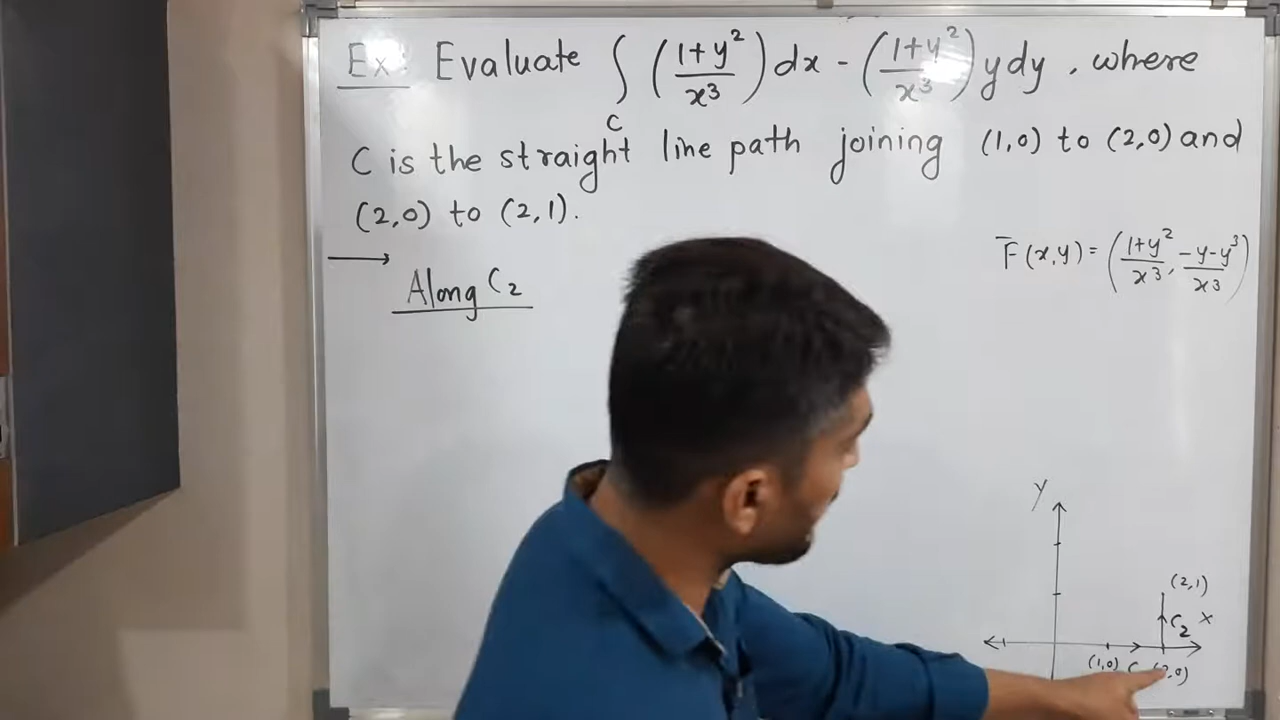 Ex: Evaluate ∫_C ((1+y²)/x³) dx - ((1+y²)/x³) y dy, where
C is the straight line path joining (1,0) to (2,0) and
(2,0) to (2,1).
F̄(x,y) = ((1+y²)/x³, (-y-y³)/x³)
→ Along C₂
Y
(2,1)
C₂ X
(1,0) C ,0)